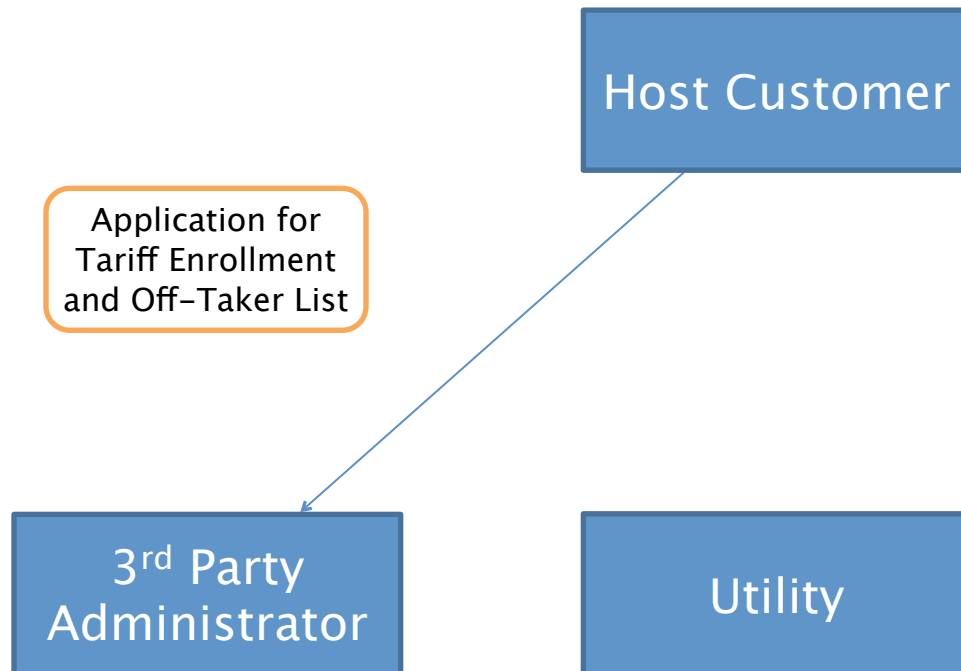 Host Customer
Application for
Tariff Enrollment
and Off-Taker List
3rd Party
Administrator
Utility